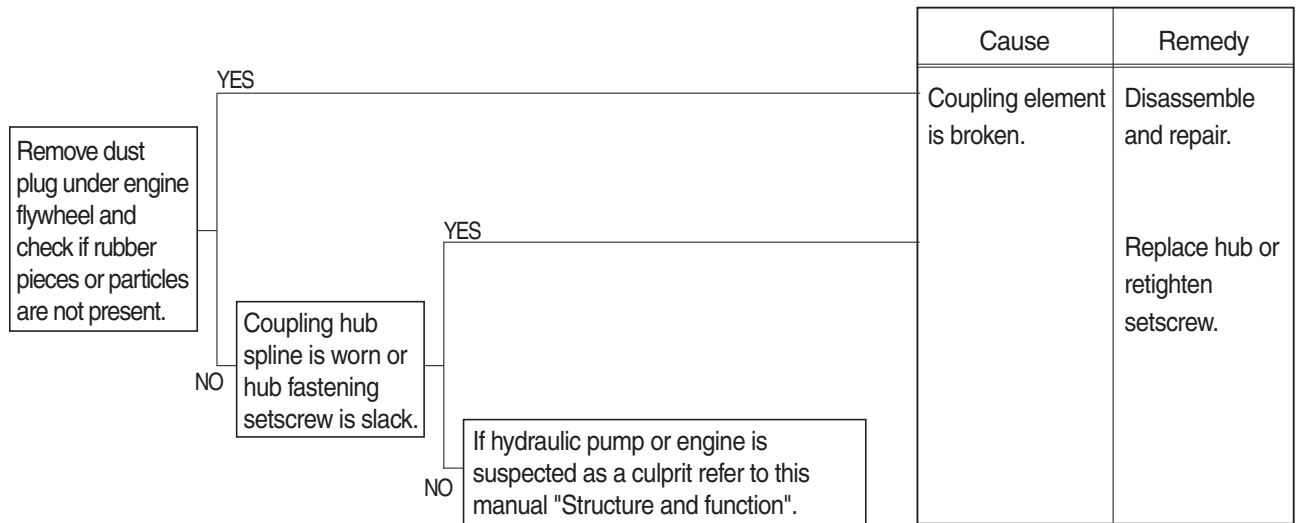 Cause
Remedy
YES
Coupling element
is broken.
Disassemble
and repair.
Remove dust
plug under engine
flywheel and
check if rubber
pieces or particles
are not present.
YES
Replace hub or
retighten
setscrew.
NO
Coupling hub
spline is worn or
hub fastening
setscrew is slack.
NO
If hydraulic pump or engine is
suspected as a culprit refer to this
manual "Structure and function".